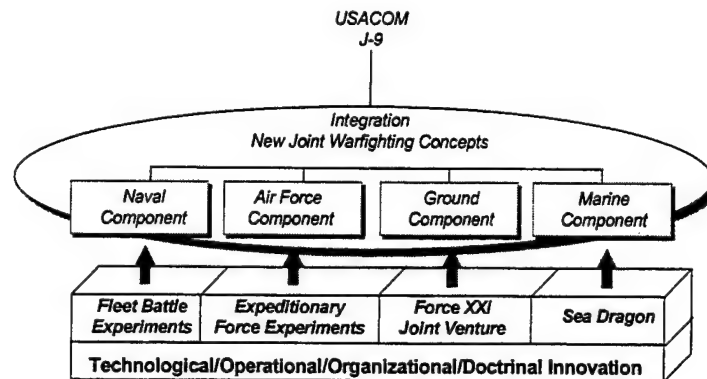 USACOM
J-9
Integration
New Joint Warfighting Concepts
Naval
Component
Air Force
Component
Ground
Component
Marine
Component
Fleet Battle
Experiments
Expeditionary
Force Experiments
Force XXI
Joint Venture
Sea Dragon
Technological/Operational/Organizational/Doctrinal Innovation